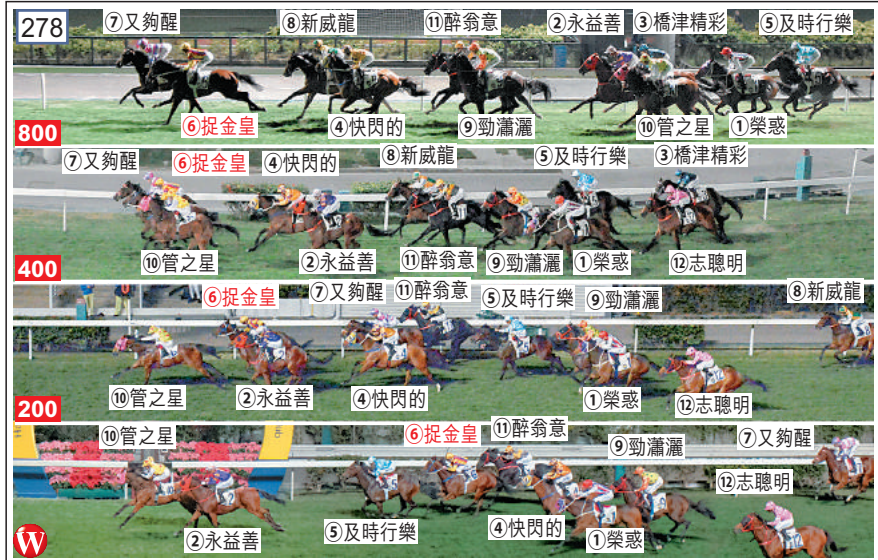 278
⑦又夠醒 ⑧新威龍 ⑪醉翁意 ②永益善 ③橋津精彩 ⑤及時行樂
800 ⑥捉金皇 ④快閃的 ⑨勁瀟灑 ⑩管之星 ①榮惑
⑦又夠醒 ⑥捉金皇 ④快閃的 ⑧新威龍 ⑤及時行樂 ③橋津精彩
400 ⑩管之星 ②永益善 ⑪醉翁意 ⑨勁瀟灑 ①榮惑 ⑫志聰明
⑥捉金皇 ⑦又夠醒 ⑪醉翁意 ⑤及時行樂 ⑨勁瀟灑 ⑧新威龍
200 ⑩管之星 ②永益善 ④快閃的 ①榮惑 ⑫志聰明
⑩管之星 ⑥捉金皇 ⑪醉翁意 ⑨勁瀟灑 ⑦又夠醒
⑫志聰明
W ②永益善 ⑤及時行樂 ④快閃的 ①榮惑